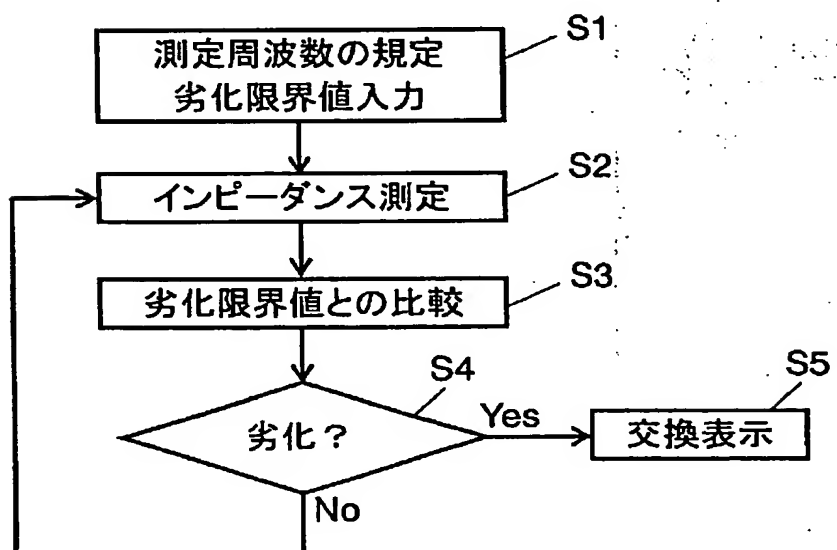 測定周波数の規定
劣化限界値入力
S1
インピーダンス測定
S2
劣化限界値との比較
S3
劣化?
S4
Yes
交換表示
S5
No